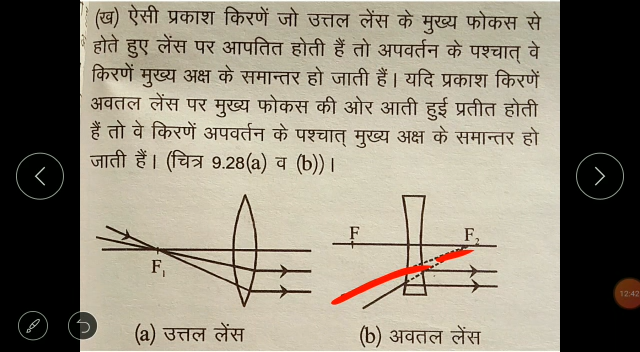 (ख) ऐसी प्रकाश किरणें जो उत्तल लेंस के मुख्य फोकस से
होते हुए लेंस पर आपतित होती हैं तो अपवर्तन के पश्चात् वे
किरणें मुख्य अक्ष के समान्तर हो जाती हैं। यदि प्रकाश किरणें
अवतल लेंस पर मुख्य फोकस की ओर आती हुई प्रतीत होती
हैं तो वे किरणें अपवर्तन के पश्चात् मुख्य अक्ष के समान्तर हो
जाती हैं। (चित्र 9.28(a) व (b))।
F₁
F
F₂
(a) उत्तल लेंस
(b) अवतल लेंस
12:42